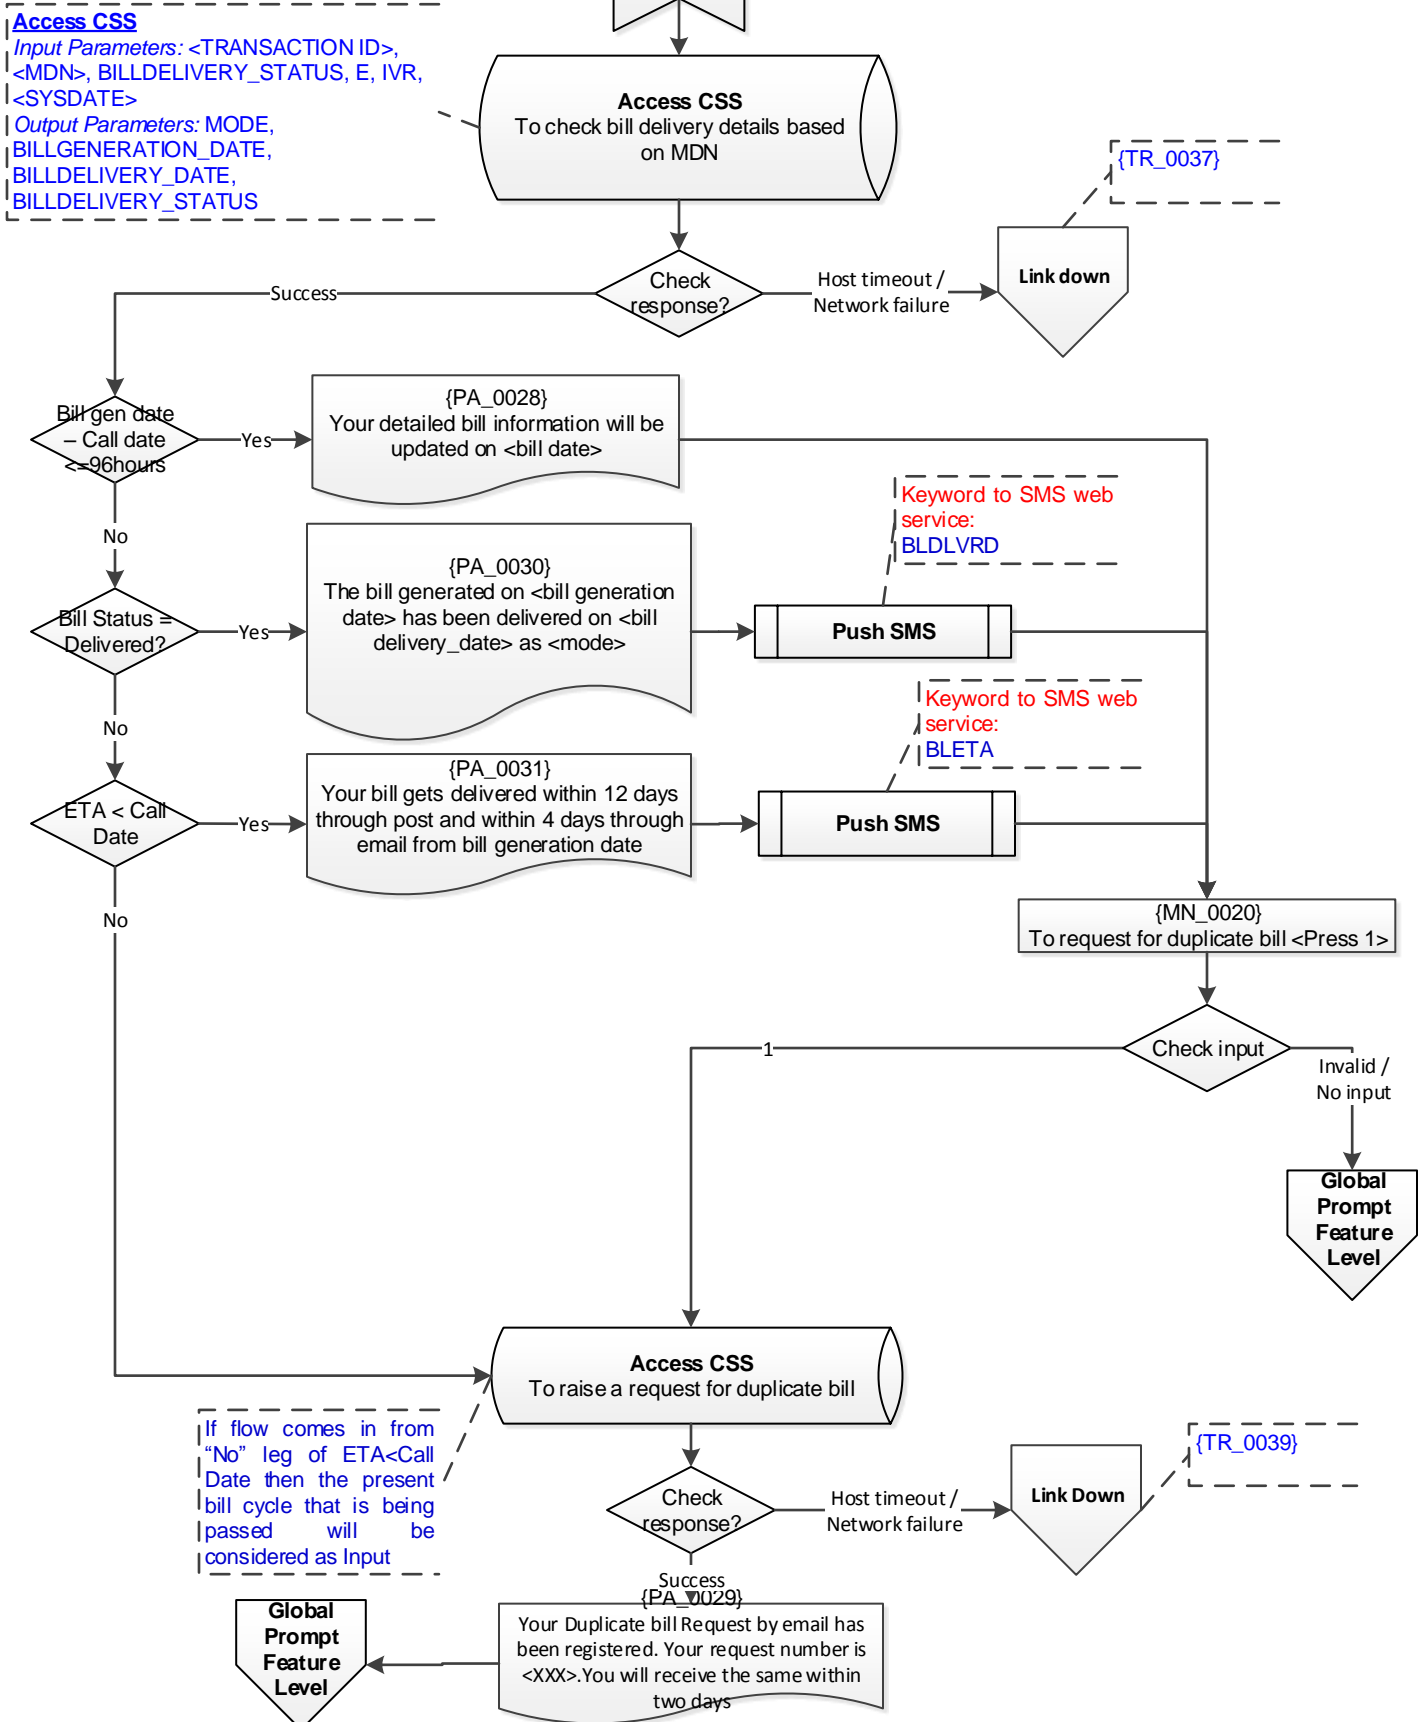 Access CSS
Input Parameters: <TRANSACTION ID>,
<MDN>, BILLDELIVERY_STATUS, E, IVR,
<SYSDATE>
Output Parameters: MODE,
BILLGENERATION_DATE,
BILLDELIVERY_DATE,
BILLDELIVERY_STATUS
Access CSS
To check bill delivery details based
on MDN
{TR_0037}
Link down
Check
response?
Host timeout /
Network failure
Success
Bill gen date
– Call date
<=96hours
Yes
{PA_0028}
Your detailed bill information will be
updated on <bill date>
No
Keyword to SMS web
service:
BLDLVRD
Bill Status =
Delivered?
Yes
{PA_0030}
The bill generated on <bill generation
date> has been delivered on <bill
delivery_date> as <mode>
Push SMS
No
Keyword to SMS web
service:
BLETA
ETA < Call
Date
Yes
{PA_0031}
Your bill gets delivered within 12 days
through post and within 4 days through
email from bill generation date
Push SMS
No
{MN_0020}
To request for duplicate bill <Press 1>
Check input
1
Invalid /
No input
Global
Prompt
Feature
Level
Access CSS
To raise a request for duplicate bill
If flow comes in from
“No” leg of ETA<Call
Date then the present
bill cycle that is being
passed will be
considered as Input
{TR_0039}
Link Down
Check
response?
Host timeout /
Network failure
Success
{PA_0029}
Your Duplicate bill Request by email has
been registered. Your request number is
<XXX>.You will receive the same within
two days
Global
Prompt
Feature
Level